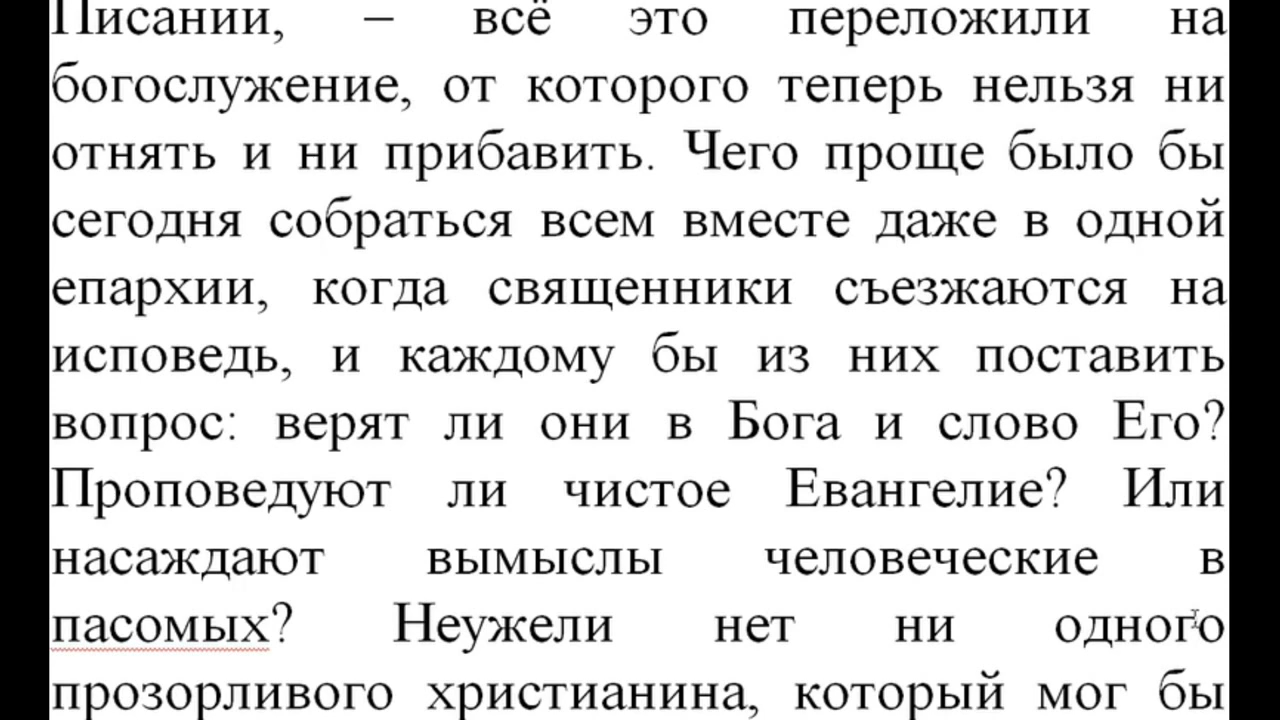 Писании, – всё это переложили на
богослужение, от которого теперь нельзя ни
отнять и ни прибавить. Чего проще было бы
сегодня собраться всем вместе даже в одной
епархии, когда священники съезжаются на
исповедь, и каждому бы из них поставить
вопрос: верят ли они в Бога и слово Его?
Проповедуют ли чистое Евангелие? Или
насаждают вымыслы человеческие в
пасомых? Неужели нет ни одного
прозорливого христианина, который мог бы